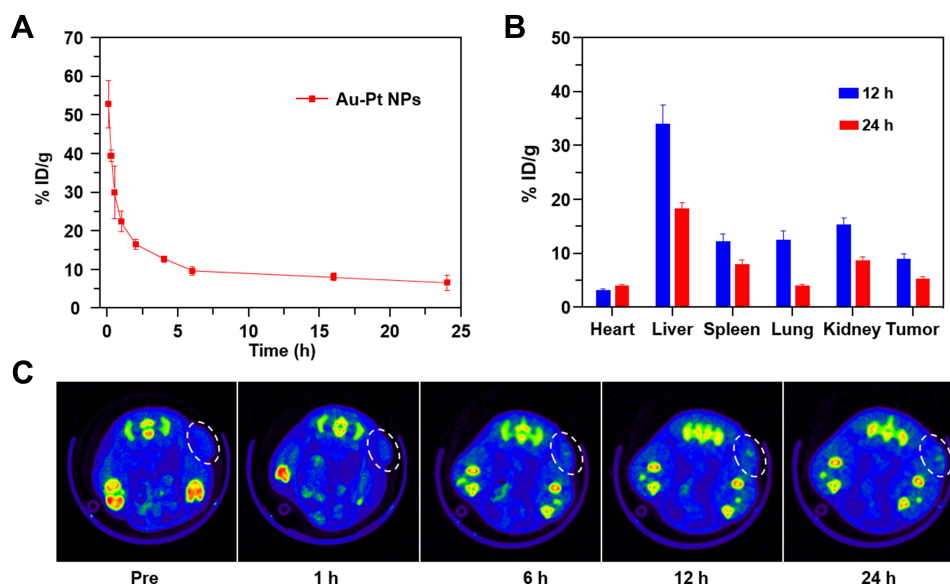 A
70
60
50
40
30
20
10
0
% ID/g
Au-Pt NPs
0 5 10 15 20 25
Time (h)
B
50
40
30
20
10
0
% ID/g
12 h
24 h
Heart Liver Spleen Lung Kidney Tumor
C
Pre 1 h 6 h 12 h 24 h